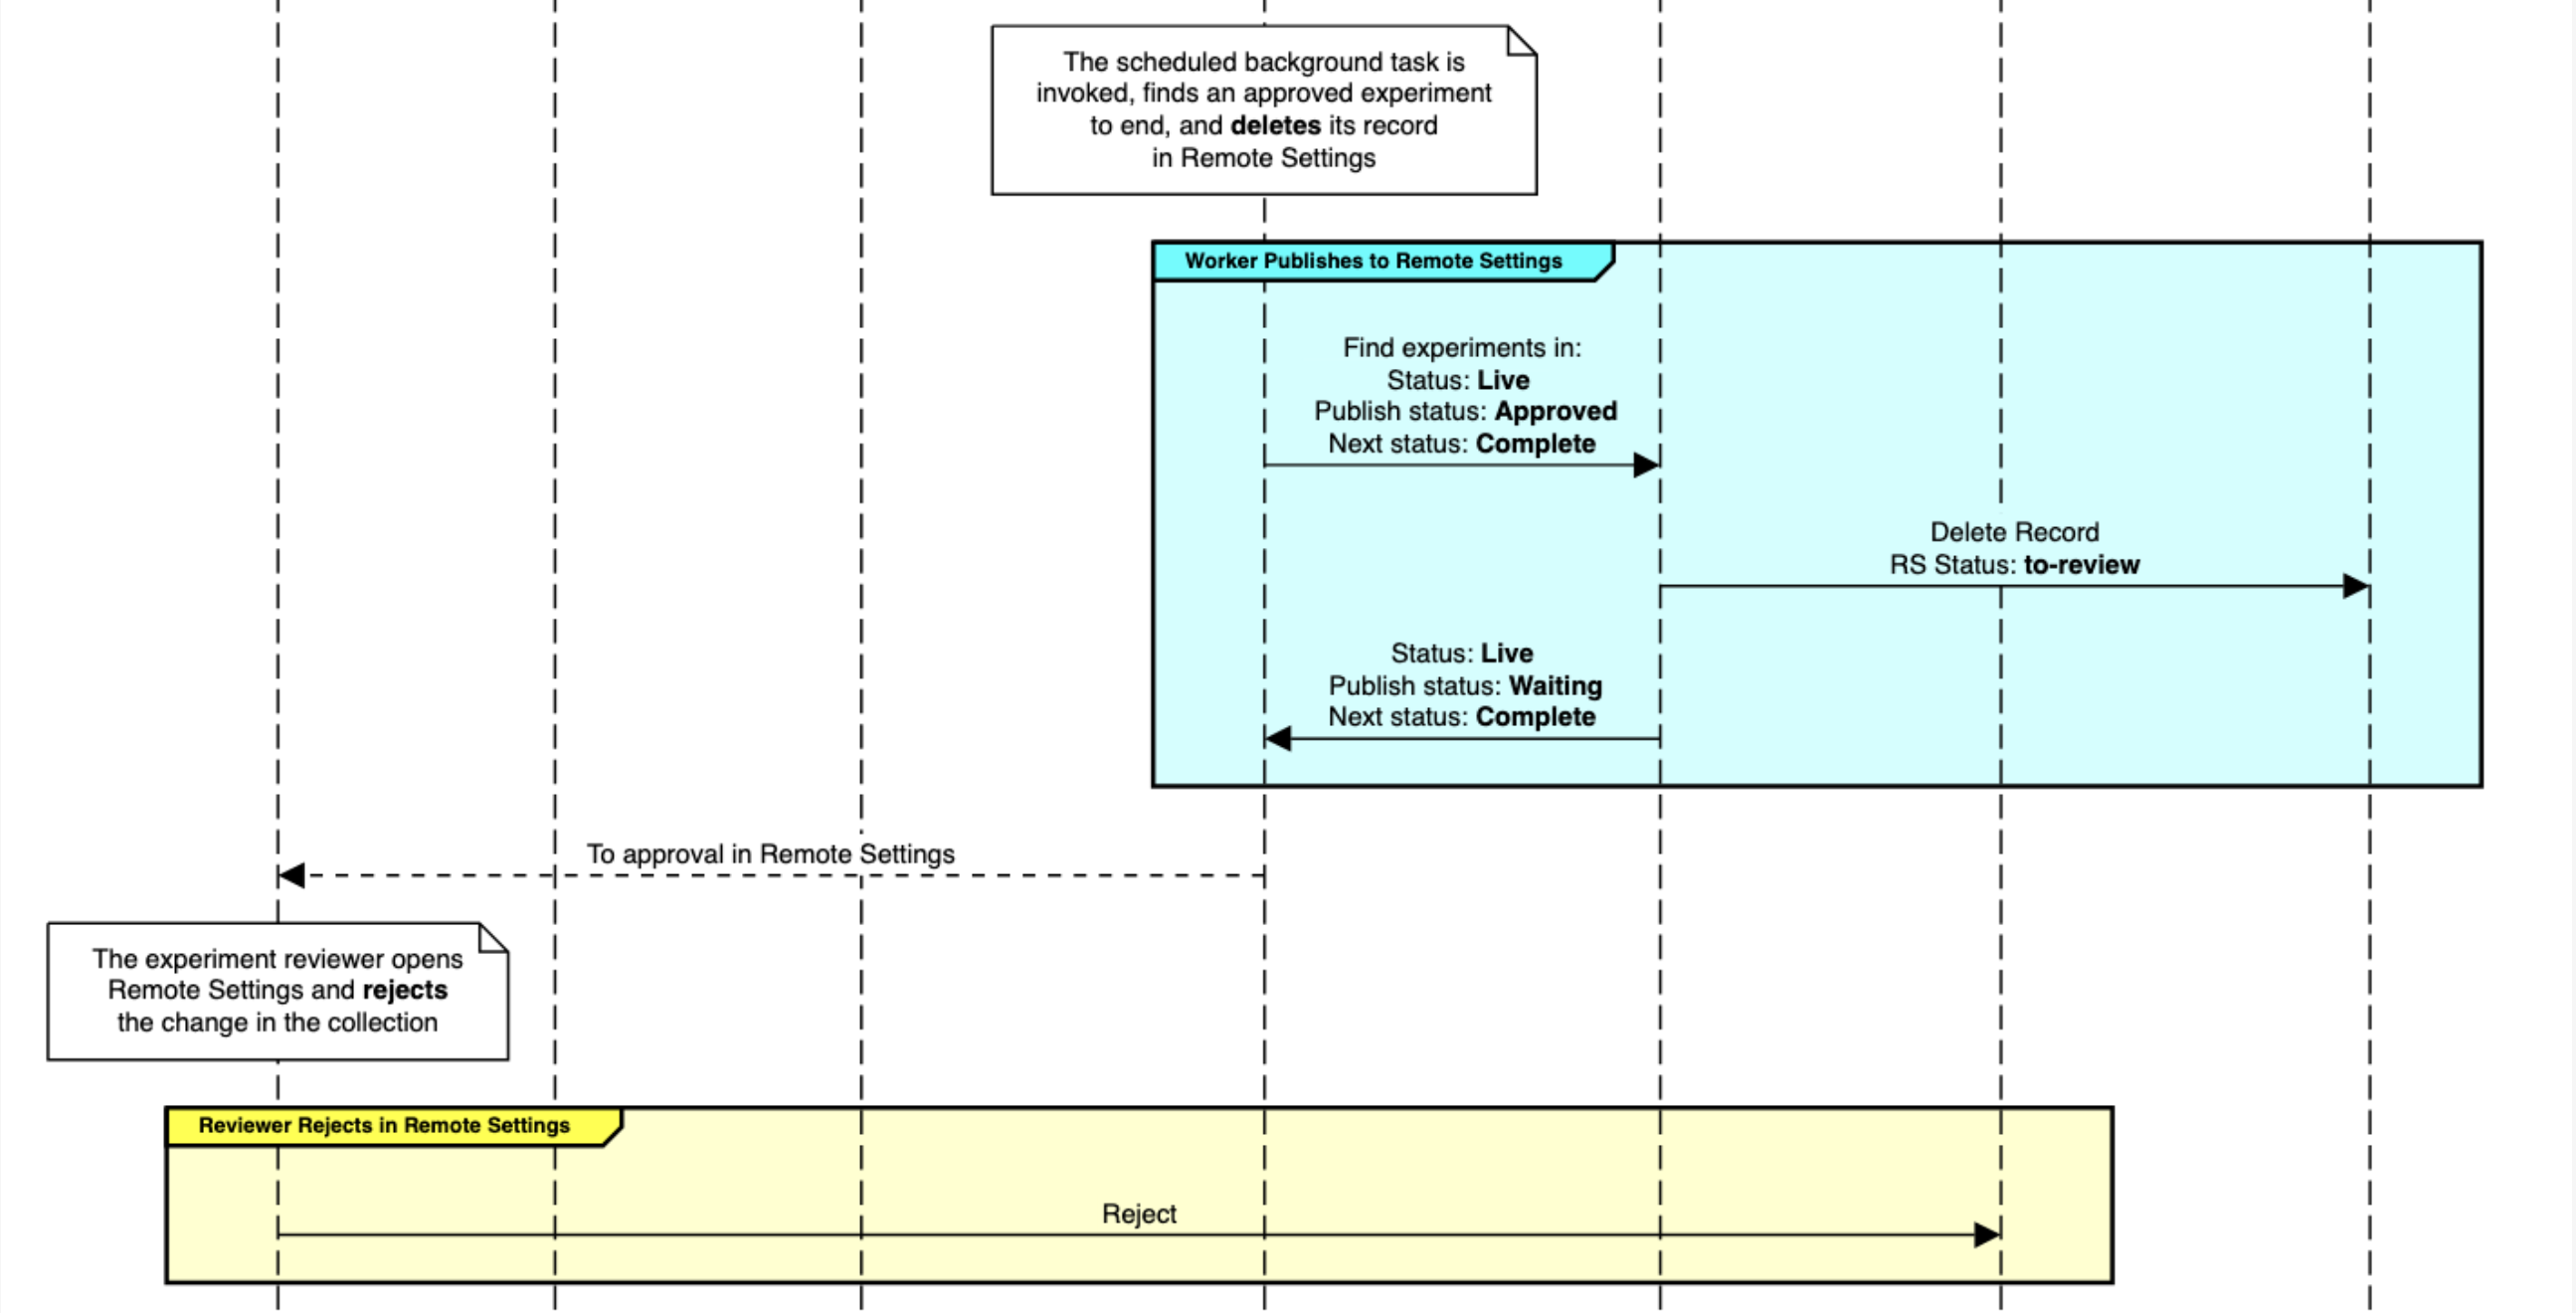 The scheduled background task is
invoked, finds an approved experiment
to end, and deletes its record
in Remote Settings
Worker Publishes to Remote Settings
Find experiments in:
Status: Live
Publish status: Approved
Next status: Complete
Delete Record
RS Status: to-review
Status: Live
Publish status: Waiting
Next status: Complete
To approval in Remote Settings
The experiment reviewer opens
Remote Settings and rejects
the change in the collection
Reviewer Rejects in Remote Settings
Reject